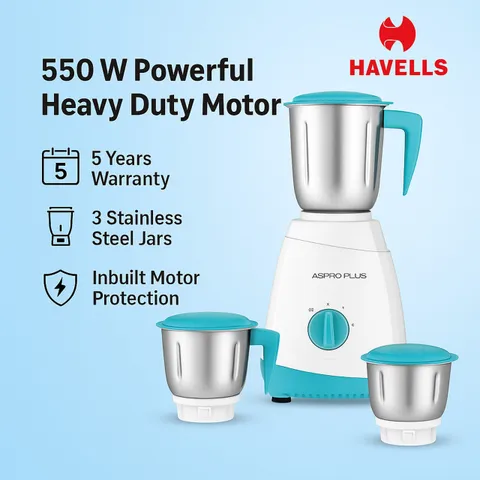 HAVELLS
550 W Powerful
Heavy Duty Motor
5
5 Years
Warranty
3 Stainless
Steel Jars
Inbuilt Motor
Protection
ASPRO PLUS